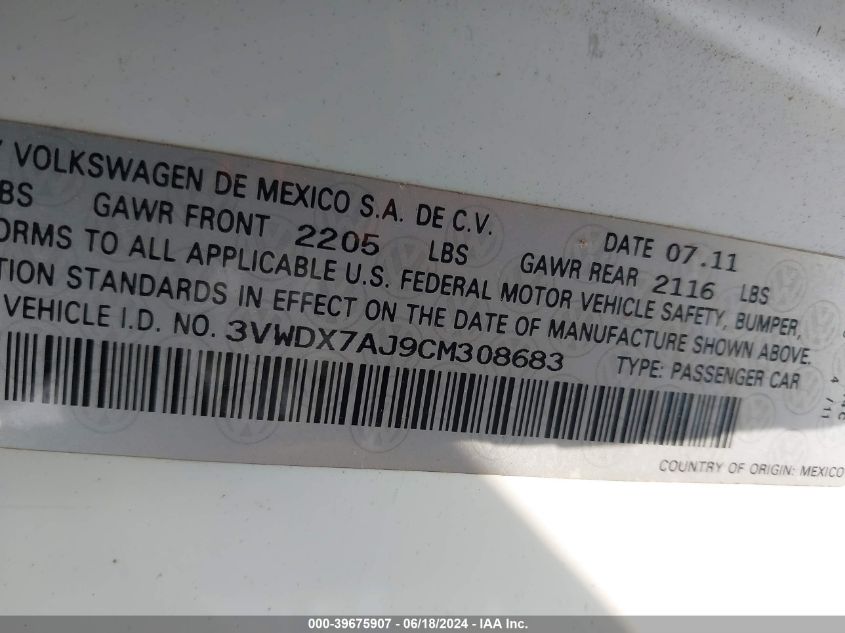 VOLKSWAGEN DE MEXICO S.A. DE C.V. DATE 07.11
BS GAWR FRONT 2205 LBS GAWR REAR 2116 LBS
ORMS TO ALL APPLICABLE U.S. FEDERAL MOTOR VEHICLE SAFETY, BUMPER,
TION STANDARDS IN EFFECT ON THE DATE OF MANUFACTURE SHOWN ABOVE.
VEHICLE I.D. NO. 3VWDX7AJ9CM308683 TYPE: PASSENGER CAR
COUNTRY OF ORIGIN: MEXICO
000-39675907 - 06/18/2024 - IAA Inc.